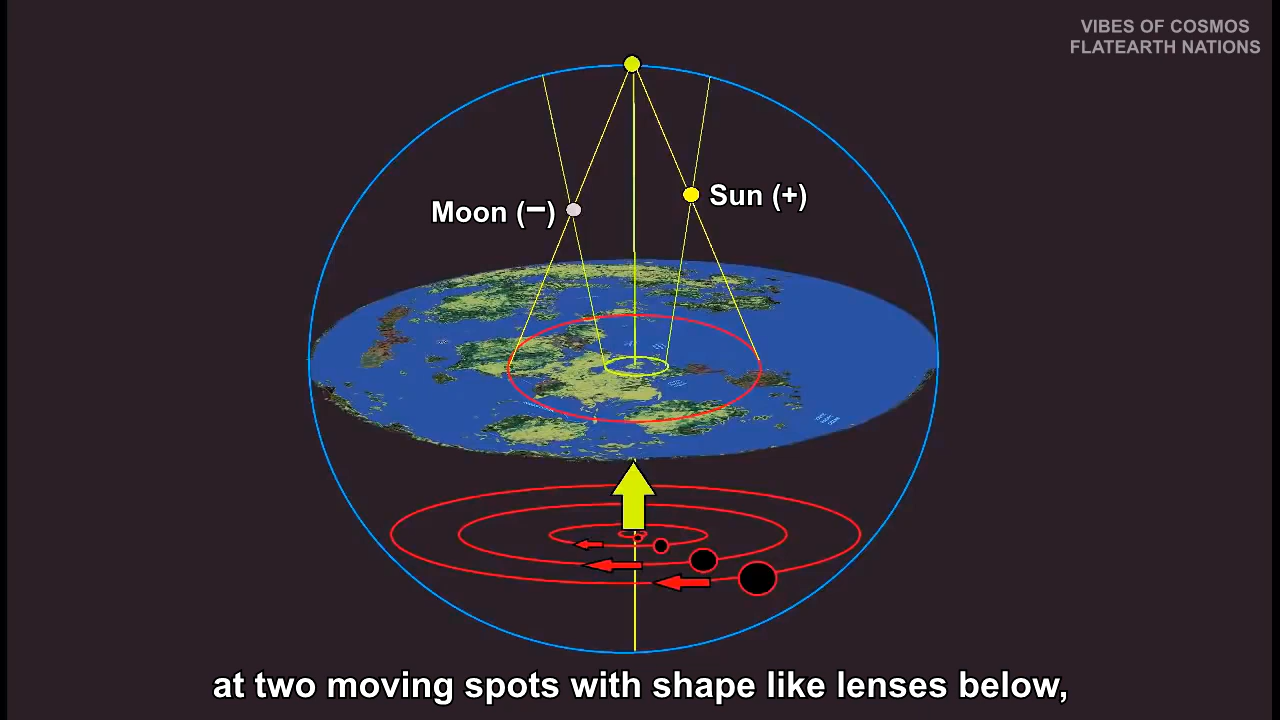 VIBES OF COSMOS
FLATEARTH NATIONS
Sun (+)
Moon (−)
at two moving spots with shape like lenses below,